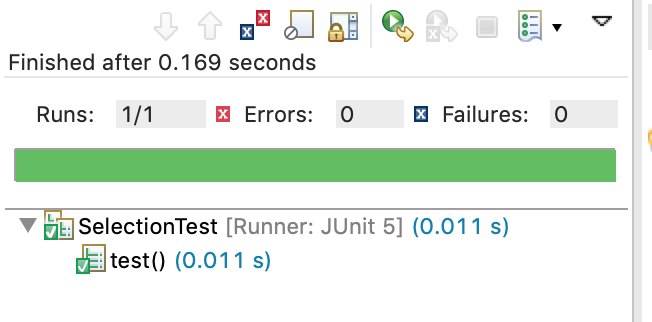 Finished after 0.169 seconds
Runs: 1/1 Errors: 0 Failures: 0
SelectionTest [Runner: JUnit 5] (0.011 s)
test() (0.011 s)